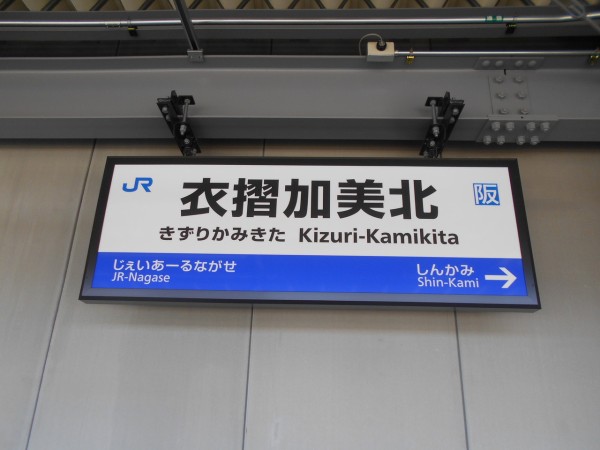 JR 衣摺加美北 阪
きずりかみきた Kizuri-Kamikita
じぇいあーるながせ しんかみ
JR-Nagase Shin-Kami